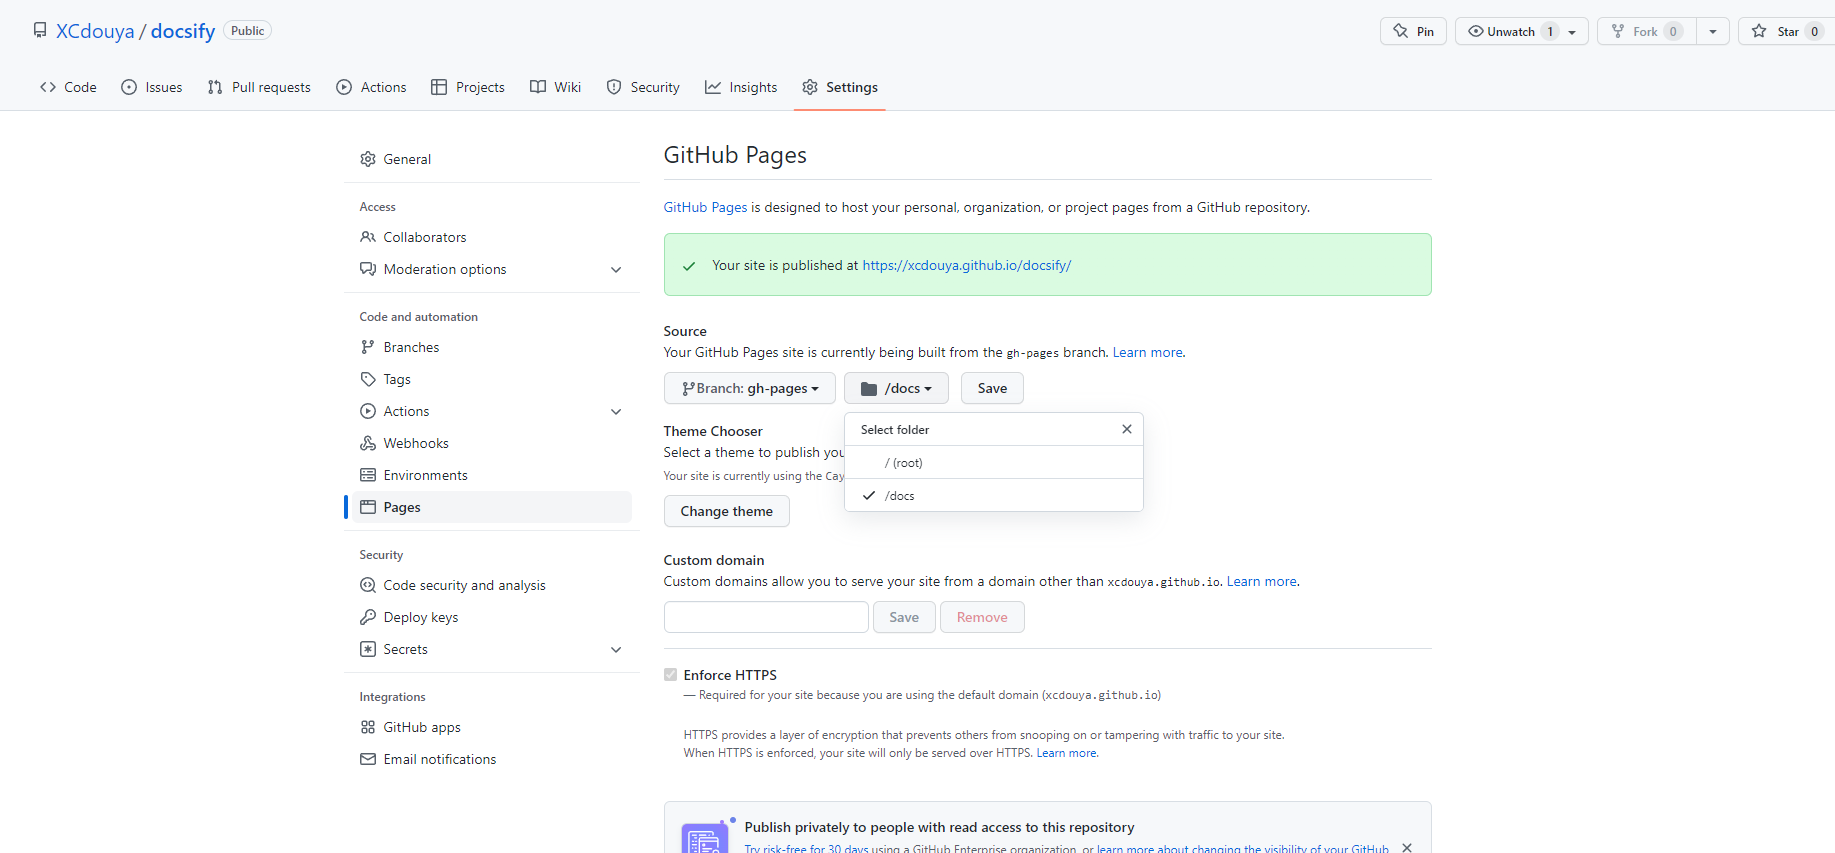 XCdouya / docsify Public
Pin Unwatch 1 Fork 0 Star 0
Code Issues Pull requests Actions Projects Wiki Security Insights Settings
General
Access
Collaborators
Moderation options
Code and automation
Branches
Tags
Actions
Webhooks
Environments
Pages
Security
Code security and analysis
Deploy keys
Secrets
Integrations
GitHub apps
Email notifications
GitHub Pages
GitHub Pages is designed to host your personal, organization, or project pages from a GitHub repository.
Your site is published at https://xcdouya.github.io/docsify/
Source
Your GitHub Pages site is currently being built from the gh-pages branch. Learn more.
Branch: gh-pages /docs Save
Select folder
/ (root)
/docs
Theme Chooser
Select a theme to publish you
Your site is currently using the Cay
Change theme
Custom domain
Custom domains allow you to serve your site from a domain other than xcdouya.github.io. Learn more.
Save Remove
Enforce HTTPS
— Required for your site because you are using the default domain (xcdouya.github.io)
HTTPS provides a layer of encryption that prevents others from snooping on or tampering with traffic to your site.
When HTTPS is enforced, your site will only be served over HTTPS. Learn more.
Publish privately to people with read access to this repository
Try risk-free for 30 days using a GitHub Enterprise organization, or learn more about changing the visibility of your GitHub